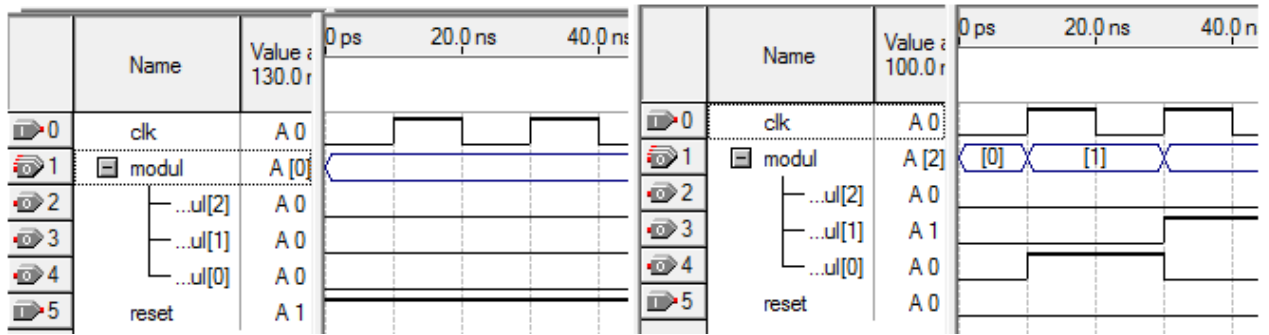 Name Value a 130.0 n 0 ps 20.0 ns 40.0 ns
0 clk A 0
1 modul A [0]
2 ...ul[2] A 0
3 ...ul[1] A 0
4 ...ul[0] A 0
5 reset A 1
Name Value a 100.0 n 0 ps 20.0 ns 40.0 n
0 clk A 0
1 modul A [2] [0] [1]
2 ...ul[2] A 0
3 ...ul[1] A 1
4 ...ul[0] A 0
5 reset A 0